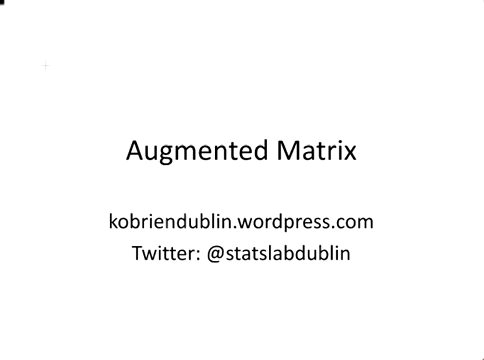 Augmented Matrix
kobriendublin.wordpress.com
Twitter: @statslabdublin